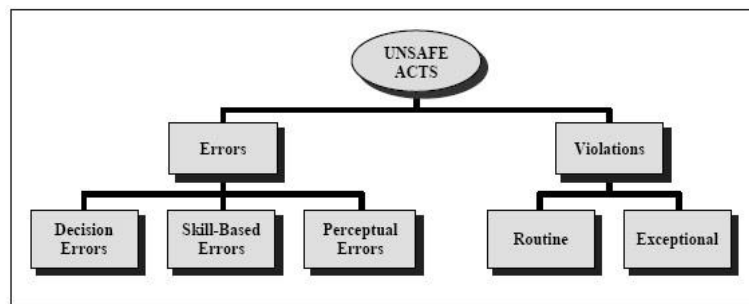 UNSAFE
ACTS
Errors
Violations
Decision
Errors
Skill-Based
Errors
Perceptual
Errors
Routine
Exceptional